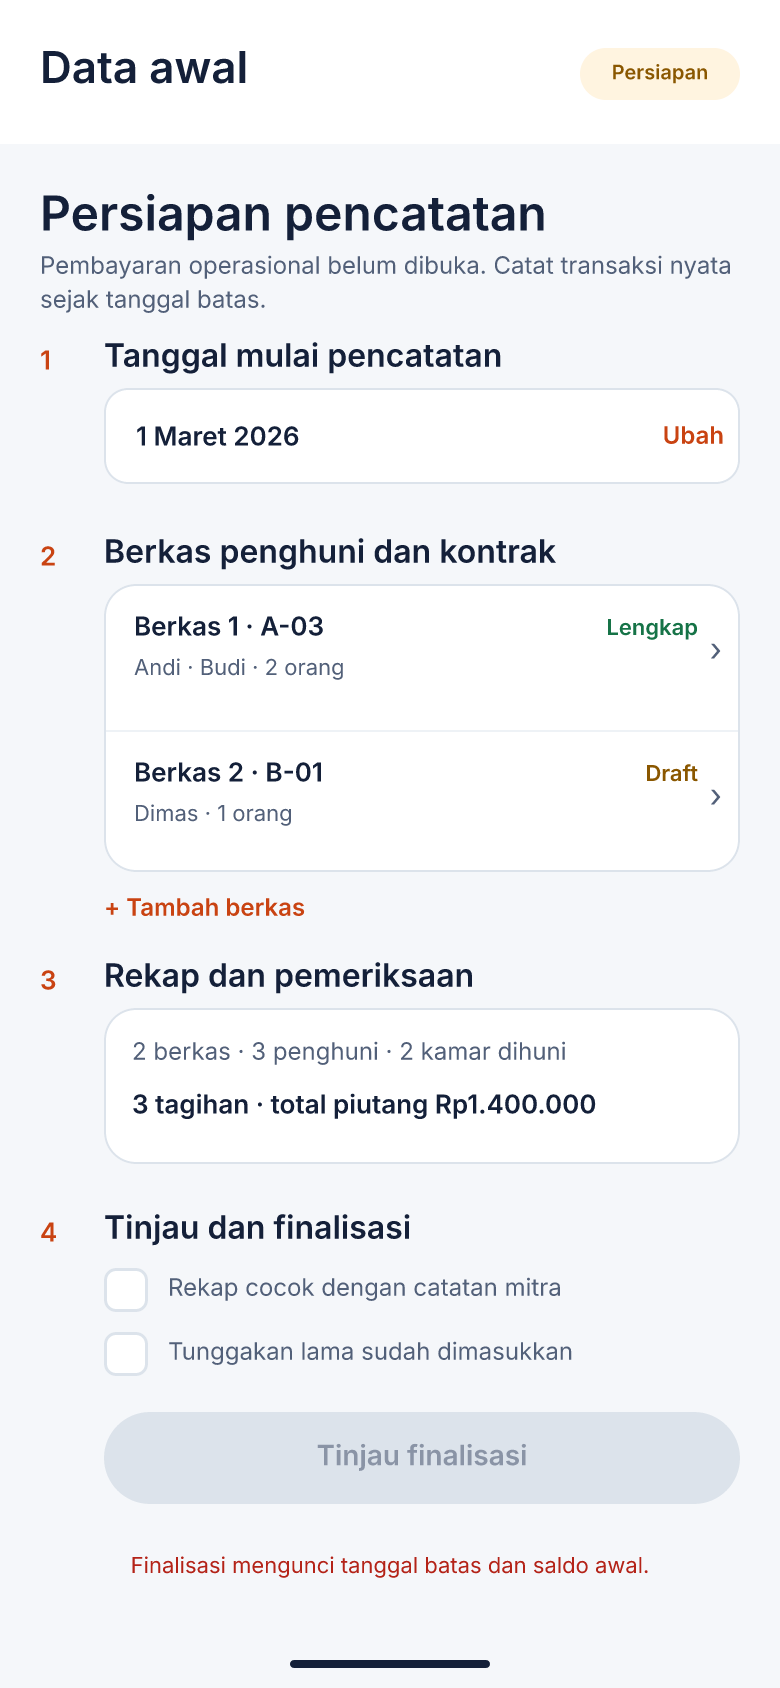 Data awal
Persiapan
Persiapan pencatatan
Pembayaran operasional belum dibuka. Catat transaksi nyata
sejak tanggal batas.
1 Tanggal mulai pencatatan
1 Maret 2026 Ubah
2 Berkas penghuni dan kontrak
Berkas 1 · A-03 Lengkap
Andi · Budi · 2 orang
Berkas 2 · B-01 Draft
Dimas · 1 orang
+ Tambah berkas
3 Rekap dan pemeriksaan
2 berkas · 3 penghuni · 2 kamar dihuni
3 tagihan · total piutang Rp1.400.000
4 Tinjau dan finalisasi
Rekap cocok dengan catatan mitra
Tunggakan lama sudah dimasukkan
Tinjau finalisasi
Finalisasi mengunci tanggal batas dan saldo awal.